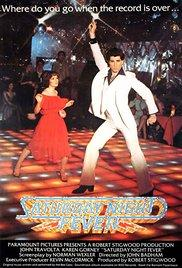 Where do you go when the record is over...
SATURDAY NIGHT
FEVER
PARAMOUNT PICTURES PRESENTS A ROBERT STIGWOOD PRODUCTION
JOHN TRAVOLTA KAREN GORNEY "SATURDAY NIGHT FEVER"
Screenplay by NORMAN WEXLER Directed by JOHN BADHAM
Executive Producer KEVIN McCORMICK Produced by ROBERT STIGWOOD